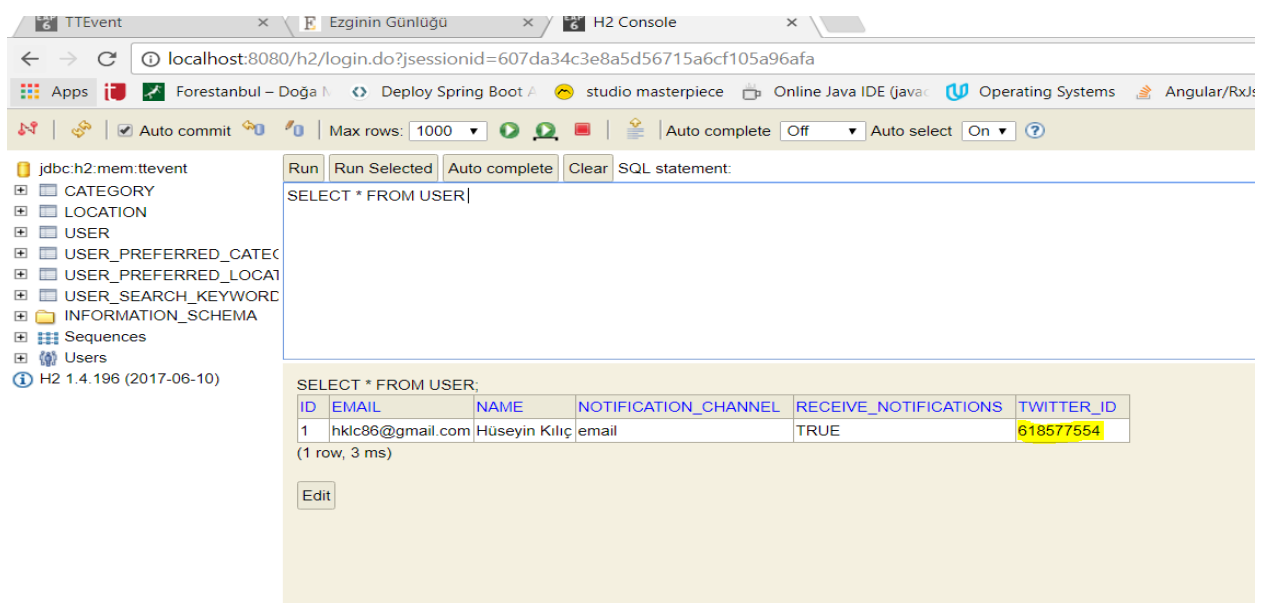 TTEvent Ezginin Günlüğü H2 Console
localhost:8080/h2/login.do?jsessionid=607da34c3e8a5d56715a6cf105a96afa
Apps Forestanbul – Doğa Deploy Spring Boot studio masterpiece Online Java IDE (java Operating Systems Angular/RxJs
Auto commit Max rows: 1000 Auto complete Off Auto select On
jdbc:h2:mem:ttevent
CATEGORY
LOCATION
USER
USER_PREFERRED_CATEG
USER_PREFERRED_LOCAT
USER_SEARCH_KEYWORD
INFORMATION_SCHEMA
Sequences
Users
H2 1.4.196 (2017-06-10)
Run Run Selected Auto complete Clear SQL statement:
SELECT * FROM USER
SELECT * FROM USER;
ID EMAIL NAME NOTIFICATION_CHANNEL RECEIVE_NOTIFICATIONS TWITTER_ID
1 hklc86@gmail.com Hüseyin Kılıç email TRUE 618577554
(1 row, 3 ms)
Edit